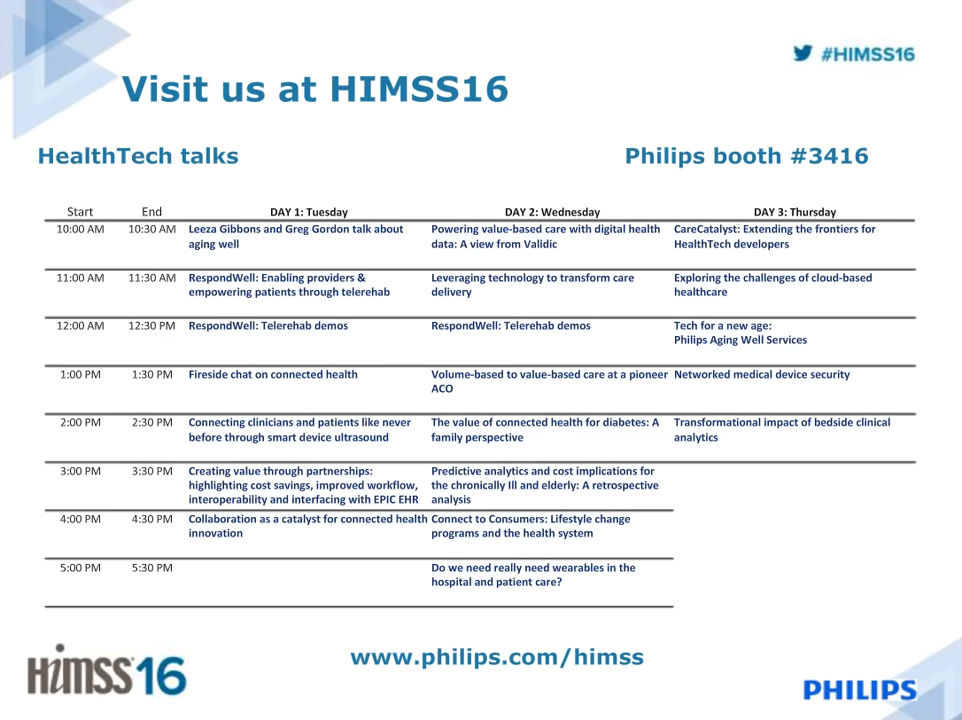 #HIMSS16
Visit us at HIMSS16
HealthTech talks
Philips booth #3416
Start End DAY 1: Tuesday DAY 2: Wednesday DAY 3: Thursday
10:00 AM 10:30 AM Leeza Gibbons and Greg Gordon talk about Powering value-based care with digital health CareCatalyst: Extending the frontiers for
aging well data: A view from Validic HealthTech developers
11:00 AM 11:30 AM RespondWell: Enabling providers & Leveraging technology to transform care Exploring the challenges of cloud-based
empowering patients through telerehab delivery healthcare
12:00 AM 12:30 PM RespondWell: Telerehab demos RespondWell: Telerehab demos Tech for a new age:
Philips Aging Well Services
1:00 PM 1:30 PM Fireside chat on connected health Volume-based to value-based care at a pioneer Networked medical device security
ACO
2:00 PM 2:30 PM Connecting clinicians and patients like never The value of connected health for diabetes: A Transformational impact of bedside clinical
before through smart device ultrasound family perspective analytics
3:00 PM 3:30 PM Creating value through partnerships: Predictive analytics and cost implications for
highlighting cost savings, improved workflow, the chronically Ill and elderly: A retrospective
interoperability and interfacing with EPIC EHR analysis
4:00 PM 4:30 PM Collaboration as a catalyst for connected health Connect to Consumers: Lifestyle change
innovation programs and the health system
5:00 PM 5:30 PM Do we need really need wearables in the
hospital and patient care?
www.philips.com/himss
HIMSS16
PHILIPS